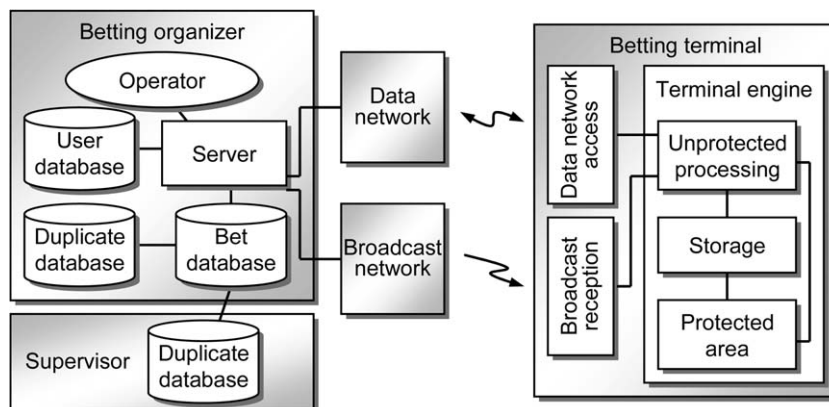 Betting organizer
Operator
User
database
Server
Duplicate
database
Bet
database
Supervisor
Duplicate
database
Data
network
Broadcast
network
Betting terminal
Data network
access
Broadcast
reception
Terminal engine
Unprotected
processing
Storage
Protected
area